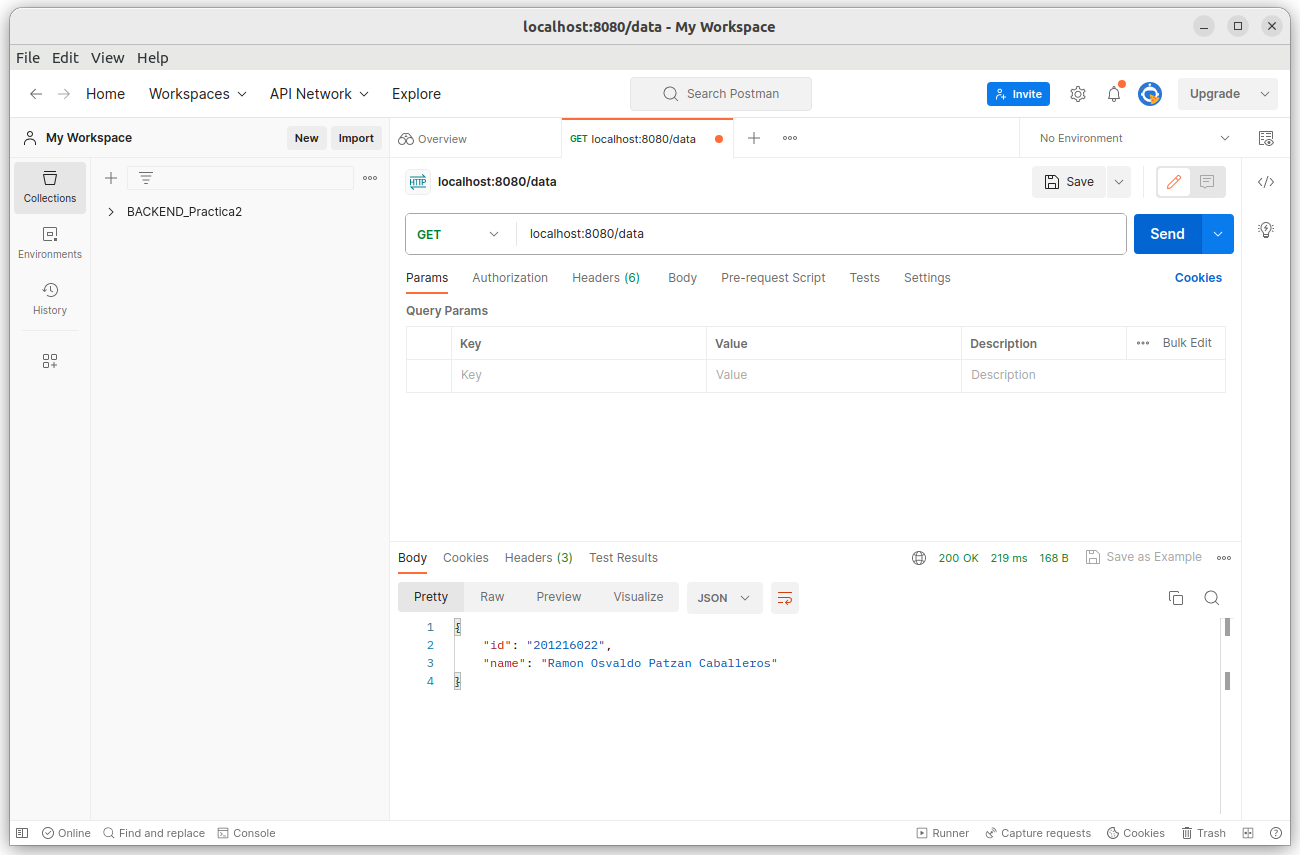 localhost:8080/data - My Workspace
File Edit View Help
Home Workspaces API Network Explore
Search Postman
Invite
Upgrade
My Workspace
New Import
Overview
GET localhost:8080/data
No Environment
Collections
Environments
History
BACKEND_Practica2
HTTP localhost:8080/data
Save
GET localhost:8080/data
Send
Params Authorization Headers (6) Body Pre-request Script Tests Settings
Cookies
Query Params
Key Value Description Bulk Edit
Key Value Description
Body Cookies Headers (3) Test Results
200 OK 219 ms 168 B Save as Example
Pretty Raw Preview Visualize JSON
1 {
2 "id": "201216022",
3 "name": "Ramon Osvaldo Patzan Caballeros"
4 }
Online Find and replace Console
Runner Capture requests Cookies Trash